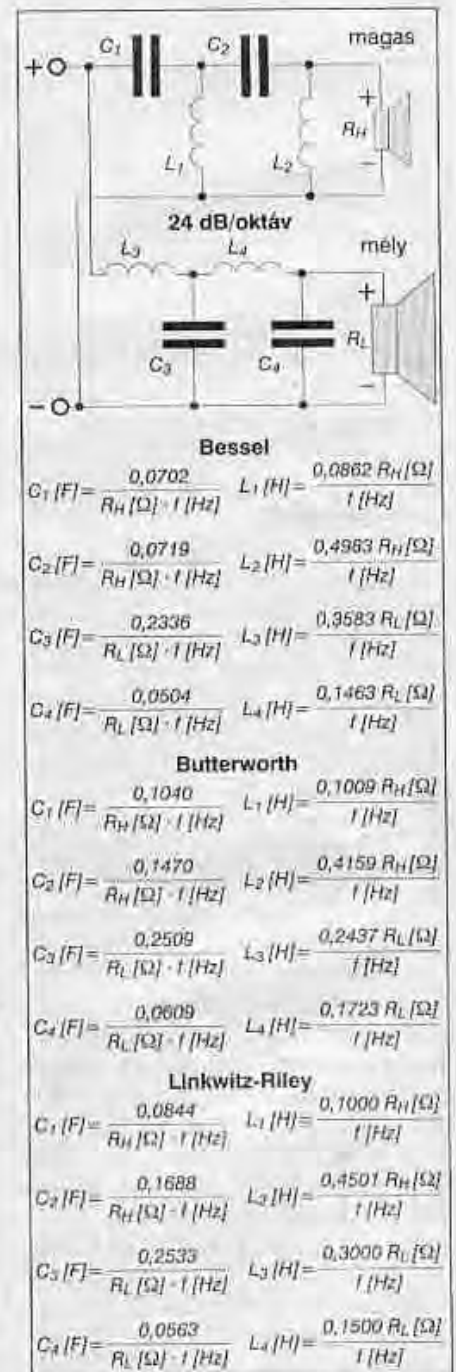 C1 C2 magas
+
+
RH
L1 L2
−
24 dB/oktáv
L3 L4 mély
+
C3 C4 RL
−
−
Bessel
C1 [F] = 0,0702 / RH [Ω] · f [Hz] L1 [H] = 0,0862 RH [Ω] / f [Hz]
C2 [F] = 0,0719 / RH [Ω] · f [Hz] L2 [H] = 0,4983 RH [Ω] / f [Hz]
C3 [F] = 0,2336 / RL [Ω] · f [Hz] L3 [H] = 0,3583 RL [Ω] / f [Hz]
C4 [F] = 0,0504 / RL [Ω] · f [Hz] L4 [H] = 0,1463 RL [Ω] / f [Hz]
Butterworth
C1 [F] = 0,1040 / RH [Ω] · f [Hz] L1 [H] = 0,1009 RH [Ω] / f [Hz]
C2 [F] = 0,1470 / RH [Ω] · f [Hz] L2 [H] = 0,4159 RH [Ω] / f [Hz]
C3 [F] = 0,2509 / RL [Ω] · f [Hz] L3 [H] = 0,2437 RL [Ω] / f [Hz]
C4 [F] = 0,0609 / RL [Ω] · f [Hz] L4 [H] = 0,1723 RL [Ω] / f [Hz]
Linkwitz-Riley
C1 [F] = 0,0844 / RH [Ω] · f [Hz] L1 [H] = 0,1000 RH [Ω] / f [Hz]
C2 [F] = 0,1688 / RH [Ω] · f [Hz] L2 [H] = 0,4501 RH [Ω] / f [Hz]
C3 [F] = 0,2533 / RL [Ω] · f [Hz] L3 [H] = 0,3000 RL [Ω] / f [Hz]
C4 [F] = 0,0563 / RL [Ω] · f [Hz] L4 [H] = 0,1500 RL [Ω] / f [Hz]